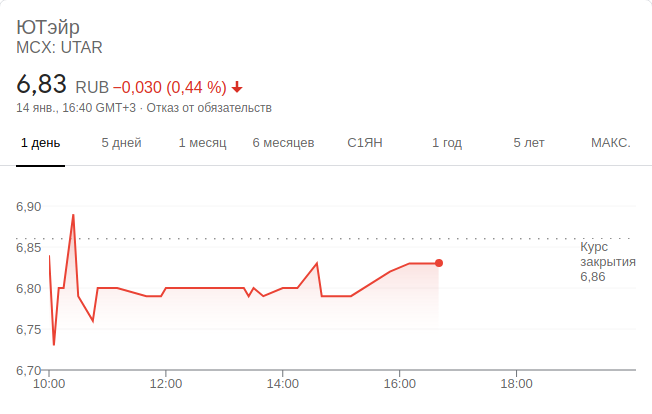 ЮТэйр
MCX: UTAR
6,83 RUB −0,030 (0,44 %)
14 янв., 16:40 GMT+3 · Отказ от обязательств
1 день 5 дней 1 месяц 6 месяцев С1ЯН 1 год 5 лет МАКС.
6,90
6,85
6,80
6,75
6,70
Курс
закрытия
6,86
10:00 12:00 14:00 16:00 18:00